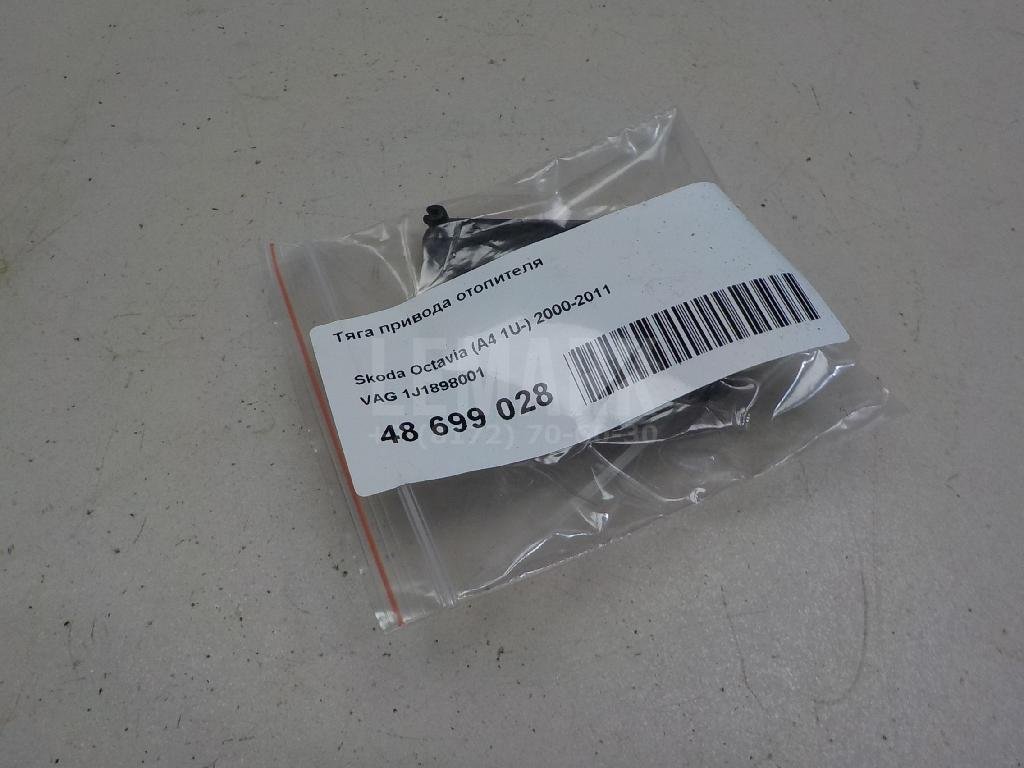 Тяга привода отопителя
Skoda Octavia (A4 1U-) 2000-2011
VAG 1J1898001
48 699 028